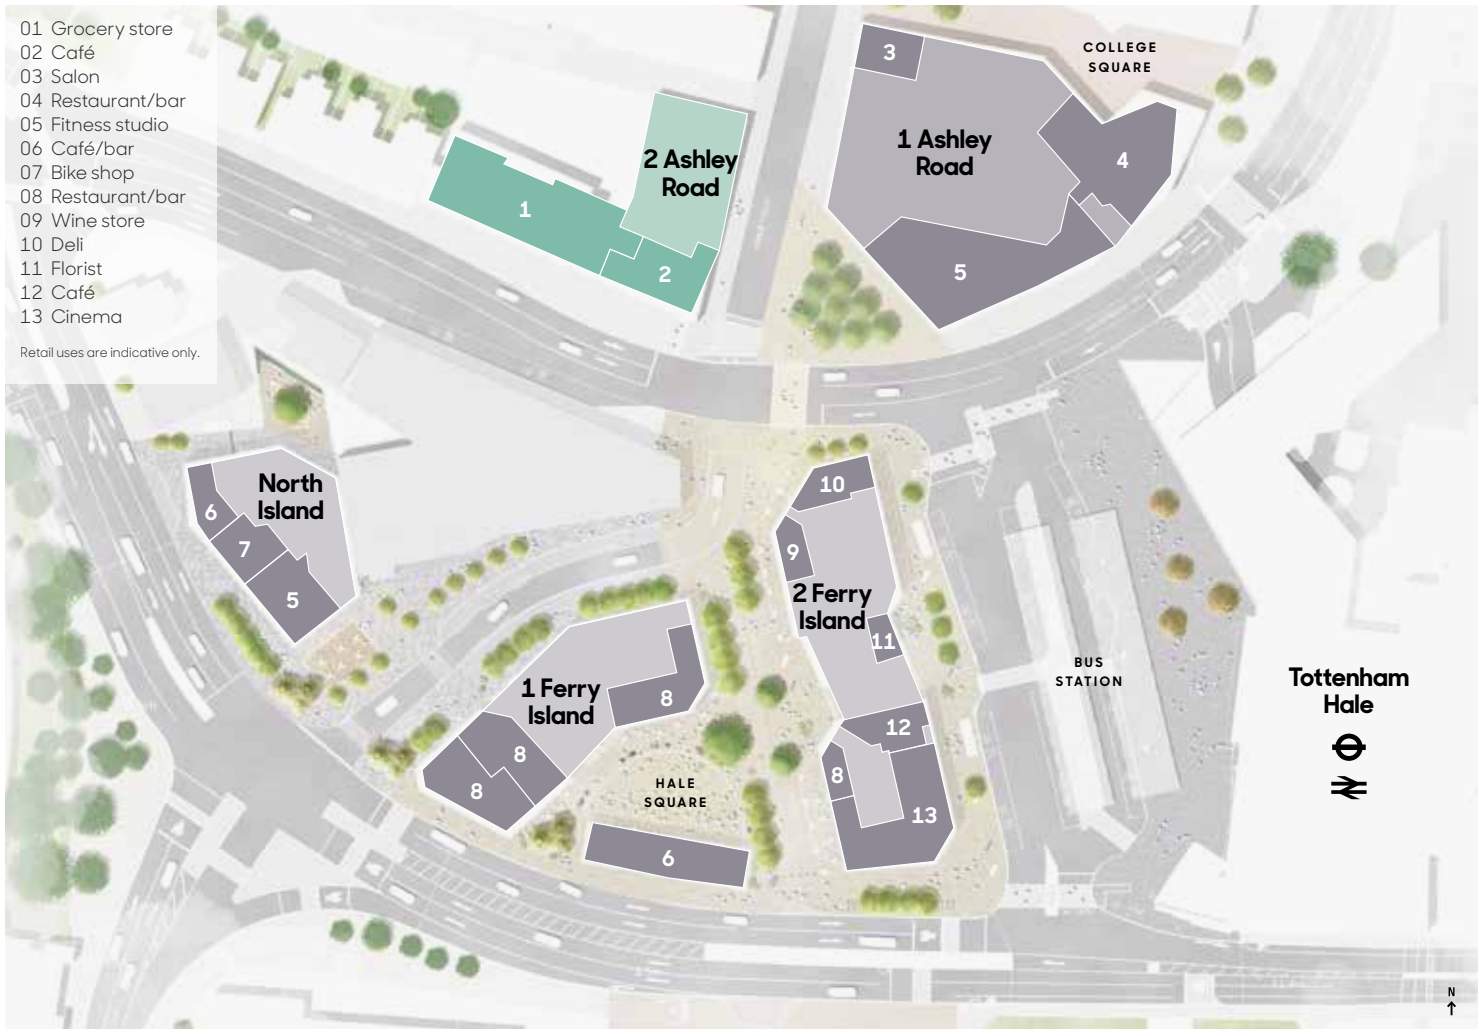 01 Grocery store
02 Café
03 Salon
04 Restaurant/bar
05 Fitness studio
06 Café/bar
07 Bike shop
08 Restaurant/bar
09 Wine store
10 Deli
11 Florist
12 Café
13 Cinema
Retail uses are indicative only.
3
COLLEGE
SQUARE
1 Ashley
Road
4
5
2 Ashley
Road
1
2
North
Island
6
7
5
10
9
2 Ferry
Island
11
12
8
13
1 Ferry
Island
8
8
8
HALE
SQUARE
6
BUS
STATION
Tottenham
Hale
N